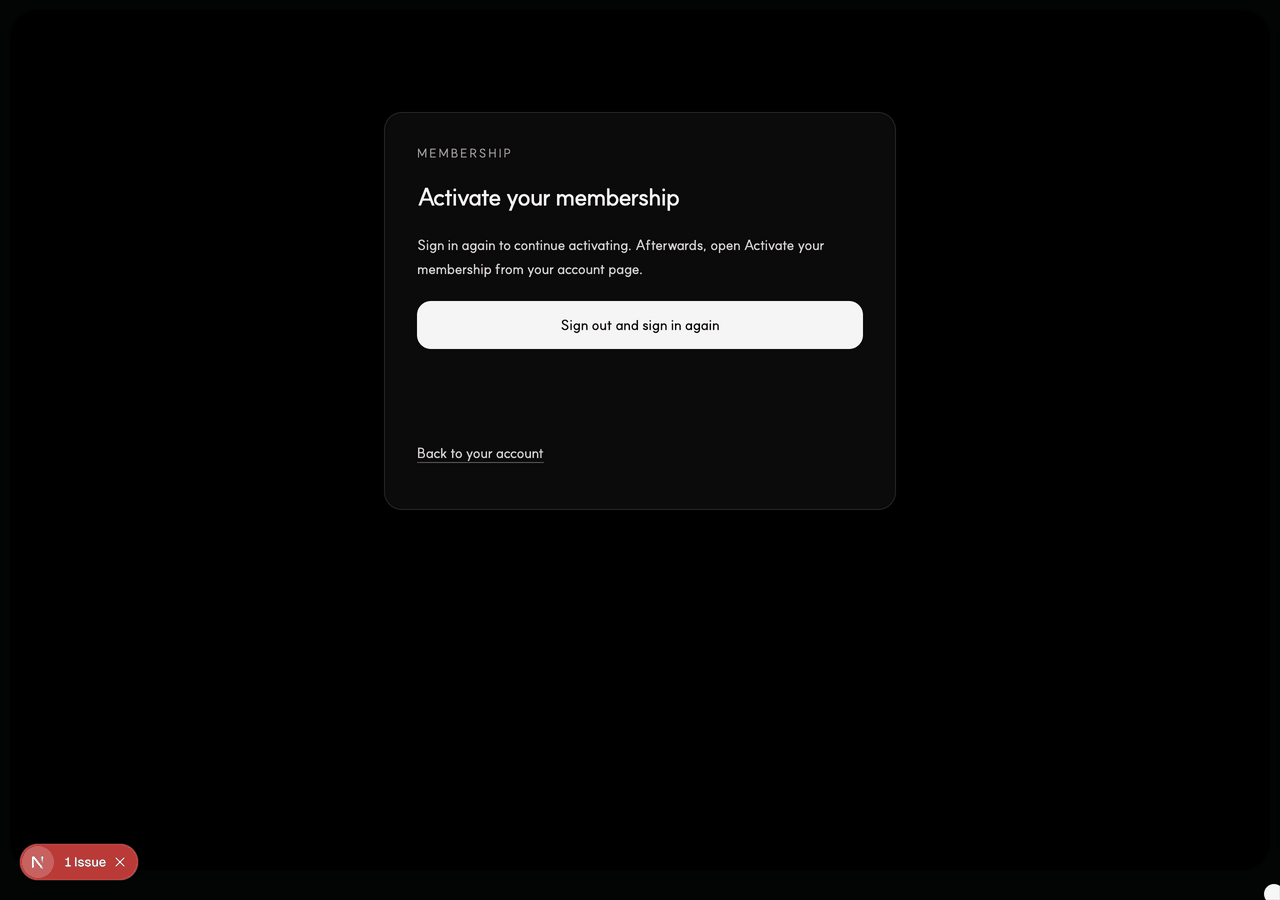 MEMBERSHIP
Activate your membership
Sign in again to continue activating. Afterwards, open Activate your
membership from your account page.
Sign out and sign in again
Back to your account
N 1 Issue